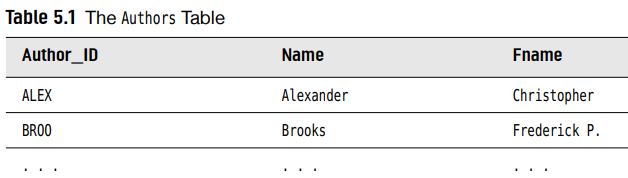 Table 5.1 The Authors Table
Author_ID Name Fname
ALEX Alexander Christopher
BROO Brooks Frederick P.
. . . . . . . . .